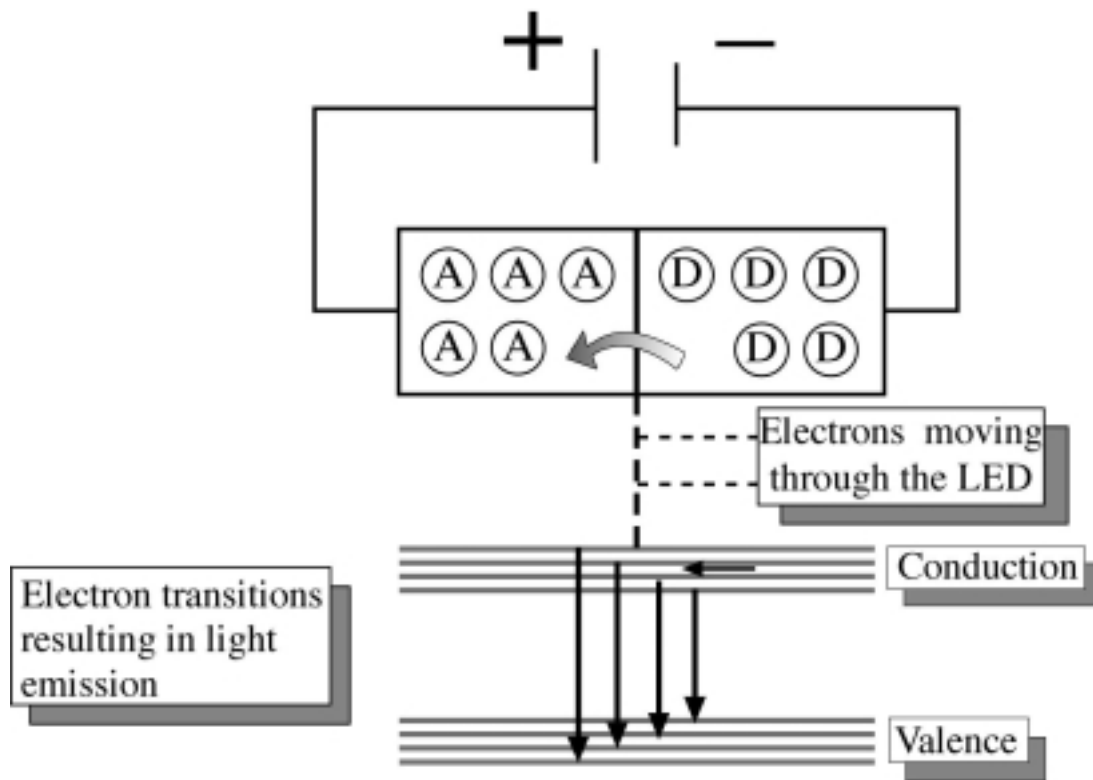 + −
A A A D D D
A A D D
Electrons moving
through the LED
Conduction
Electron transitions
resulting in light
emission
Valence